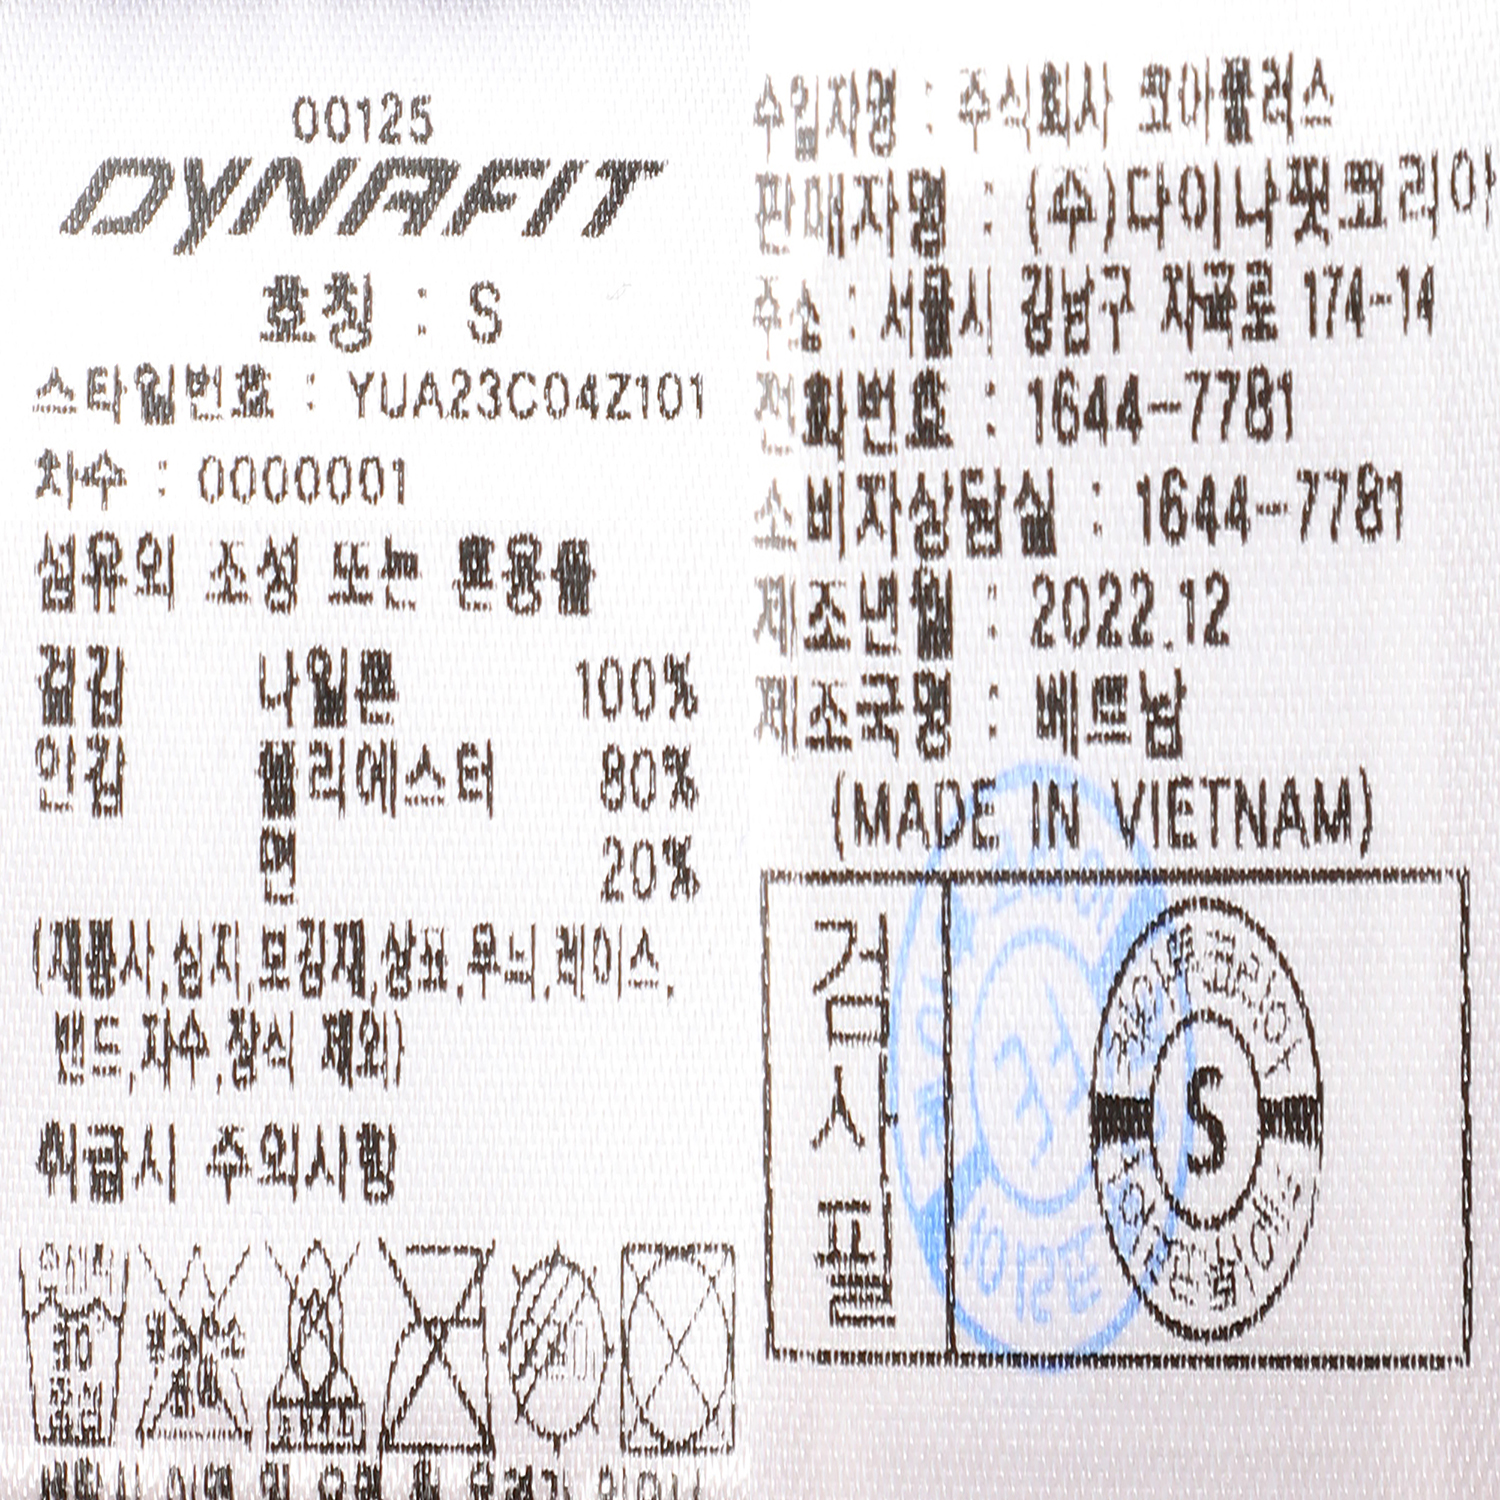 00125
DYNAFIT
호칭 : S
스타일번호 : YUA23C04Z101
차수 : 0000001
섬유의 조성 또는 혼용률
겉감 나일론 100%
안감 폴리에스터 80%
면 20%
(재봉사,심지,보강재,상표,무늬,레이스,
밴드,자수,장식 제외)
취급시 주의사항
30
중성
수입자명 : 주식회사 코아플러스
판매자명 : (주)다이나핏코리아
주소 : 서울시 강남구 자곡로 174-14
전화번호 : 1644-7781
소비자상담실 : 1644-7781
제조년월 : 2022.12
제조국명 : 베트남
(MADE IN VIETNAM)
검사필
S